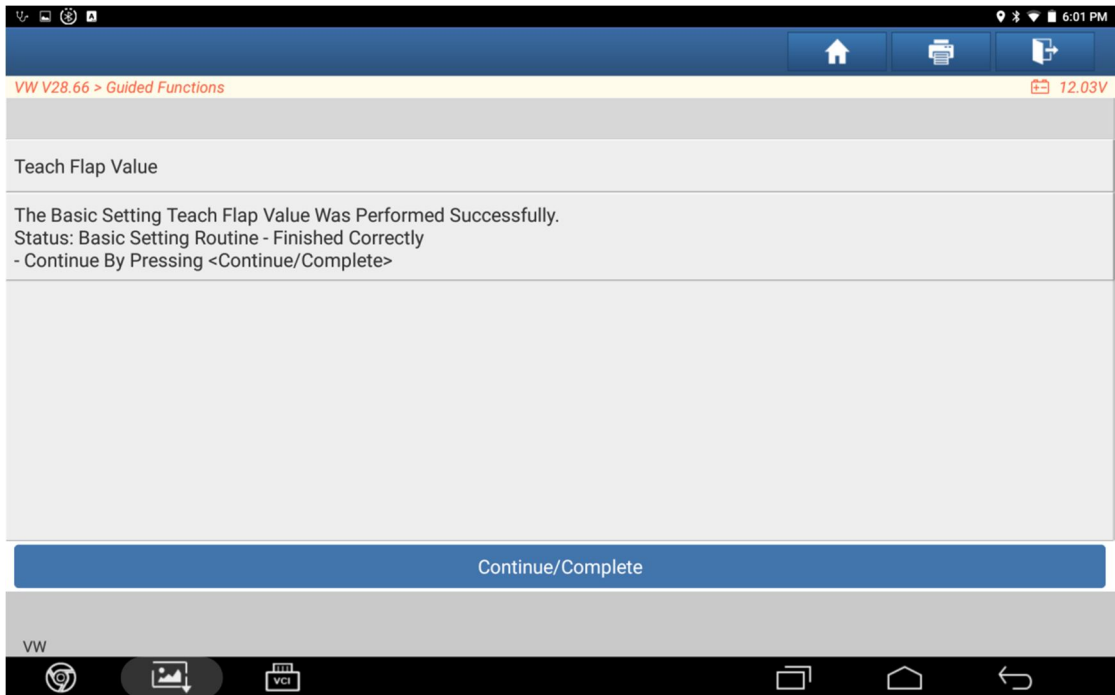 6:01 PM
VW V28.66 > Guided Functions
12.03V
Teach Flap Value
The Basic Setting Teach Flap Value Was Performed Successfully.
Status: Basic Setting Routine - Finished Correctly
- Continue By Pressing <Continue/Complete>
Continue/Complete
VW
VCI